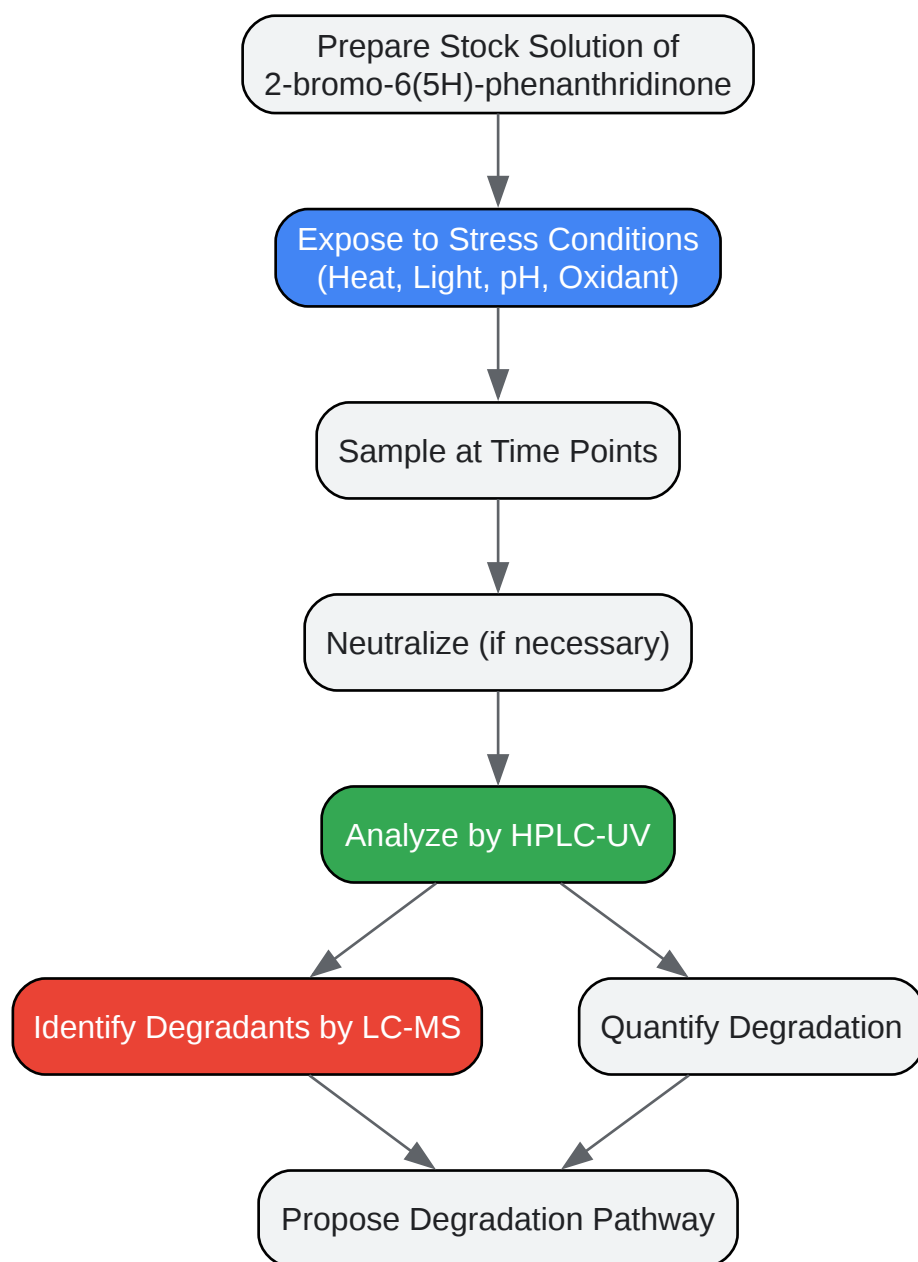 Prepare Stock Solution of
2-bromo-6(5H)-phenanthridinone
Expose to Stress Conditions
(Heat, Light, pH, Oxidant)
Sample at Time Points
Neutralize (if necessary)
Analyze by HPLC-UV
Identify Degradants by LC-MS
Quantify Degradation
Propose Degradation Pathway